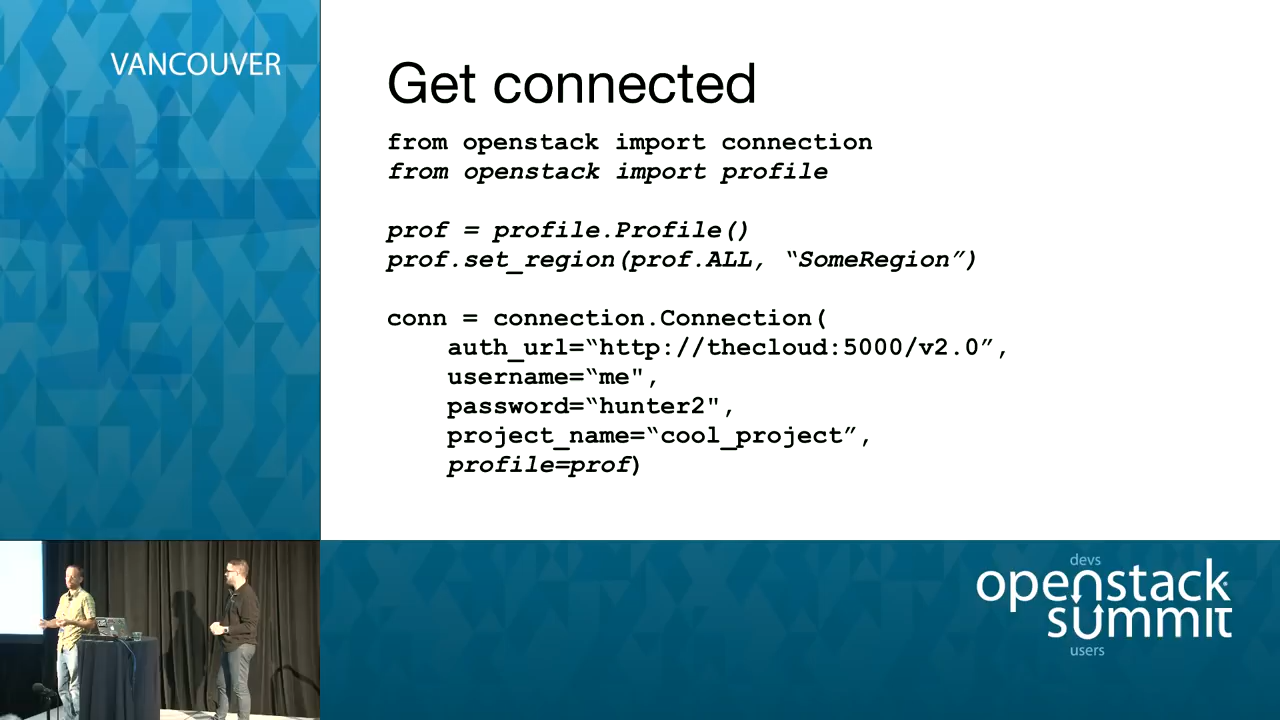 VANCOUVER
Get connected
from openstack import connection
from openstack import profile
prof = profile.Profile()
prof.set_region(prof.ALL, “SomeRegion”)
conn = connection.Connection(
auth_url=“http://thecloud:5000/v2.0”,
username=“me",
password=“hunter2",
project_name=“cool_project”,
profile=prof)
devs
openstack
summit
users